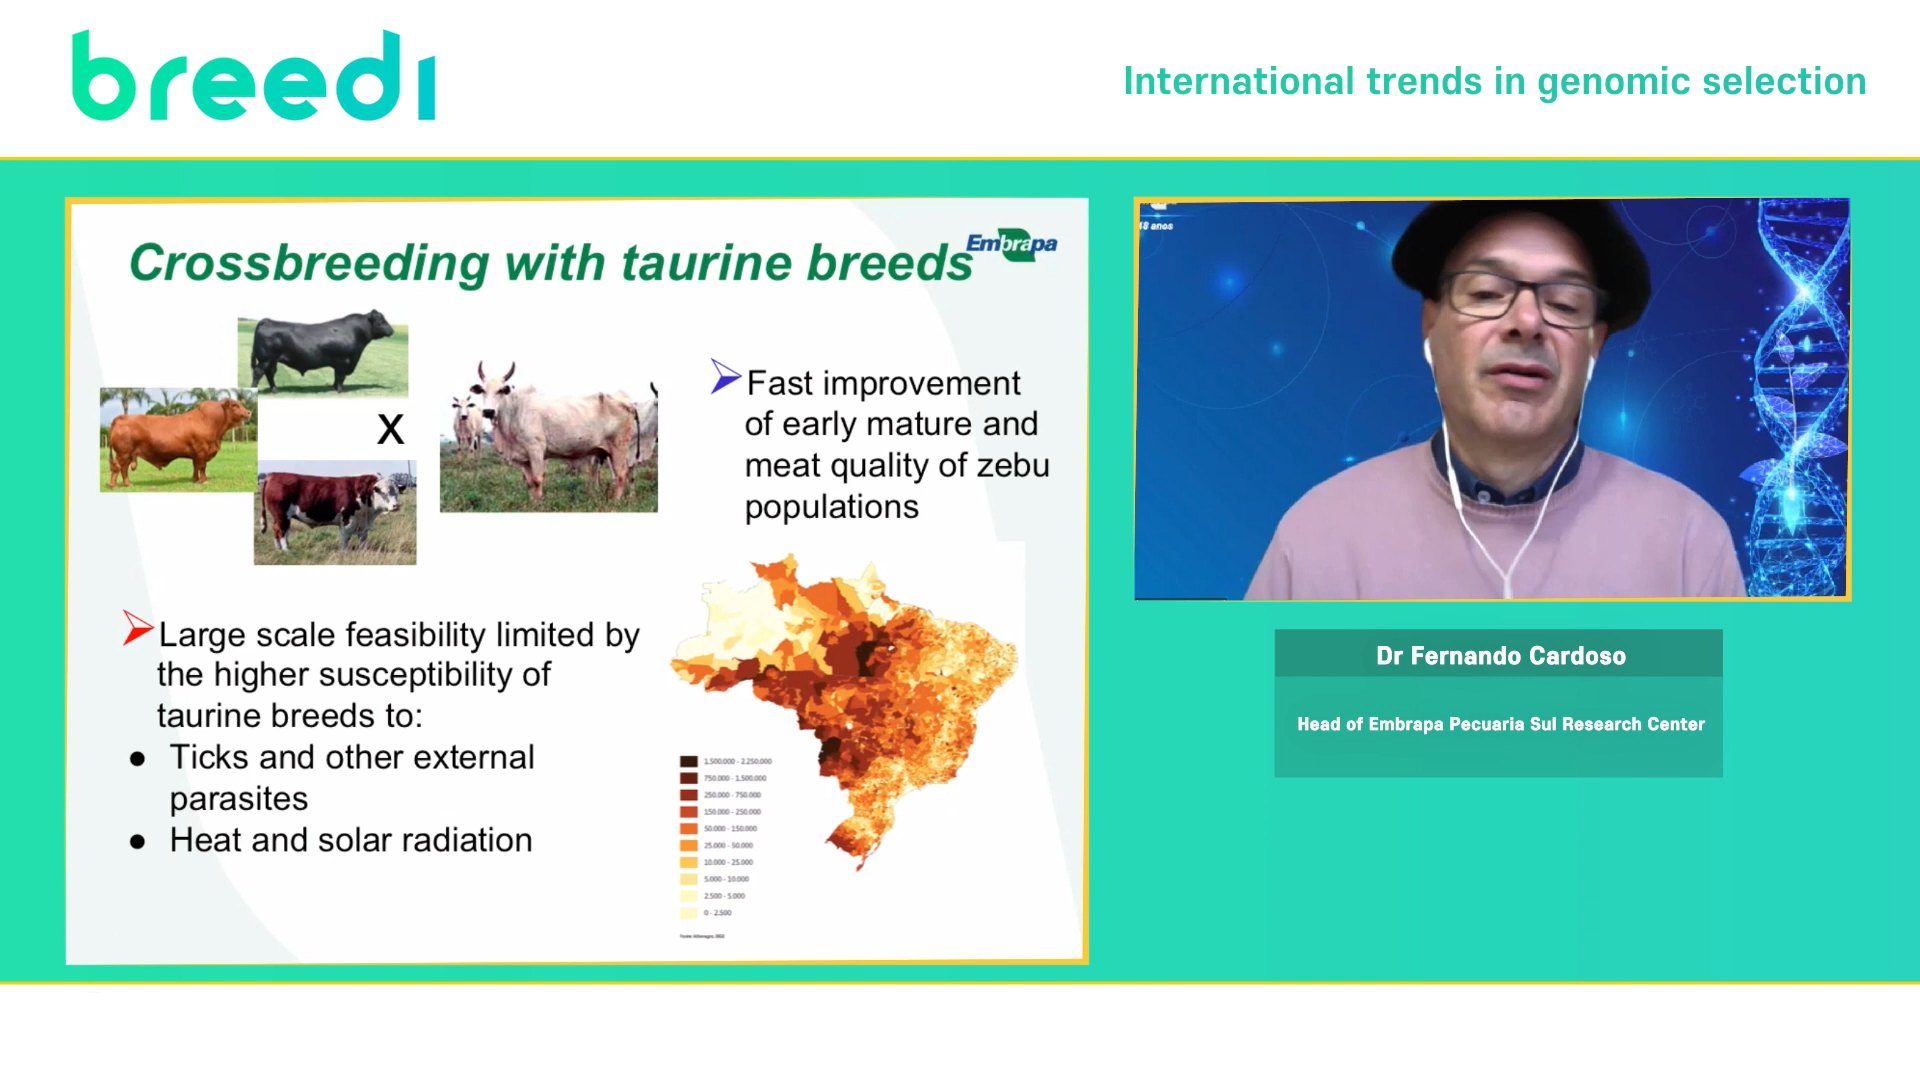 breedi
International trends in genomic selection
Crossbreeding with taurine breeds
Embrapa
X
Fast improvement
of early mature and
meat quality of zebu
populations
Large scale feasibility limited by
the higher susceptibility of
taurine breeds to:
● Ticks and other external
parasites
● Heat and solar radiation
1.500.000 - 2.250.000
750.000 - 1.500.000
250.000 - 750.000
150.000 - 250.000
50.000 - 150.000
25.000 - 50.000
10.000 - 25.000
5.000 - 10.000
2.500 - 5.000
0 - 2.500
anos
Dr Fernando Cardoso
Head of Embrapa Pecuaria Sul Research Center